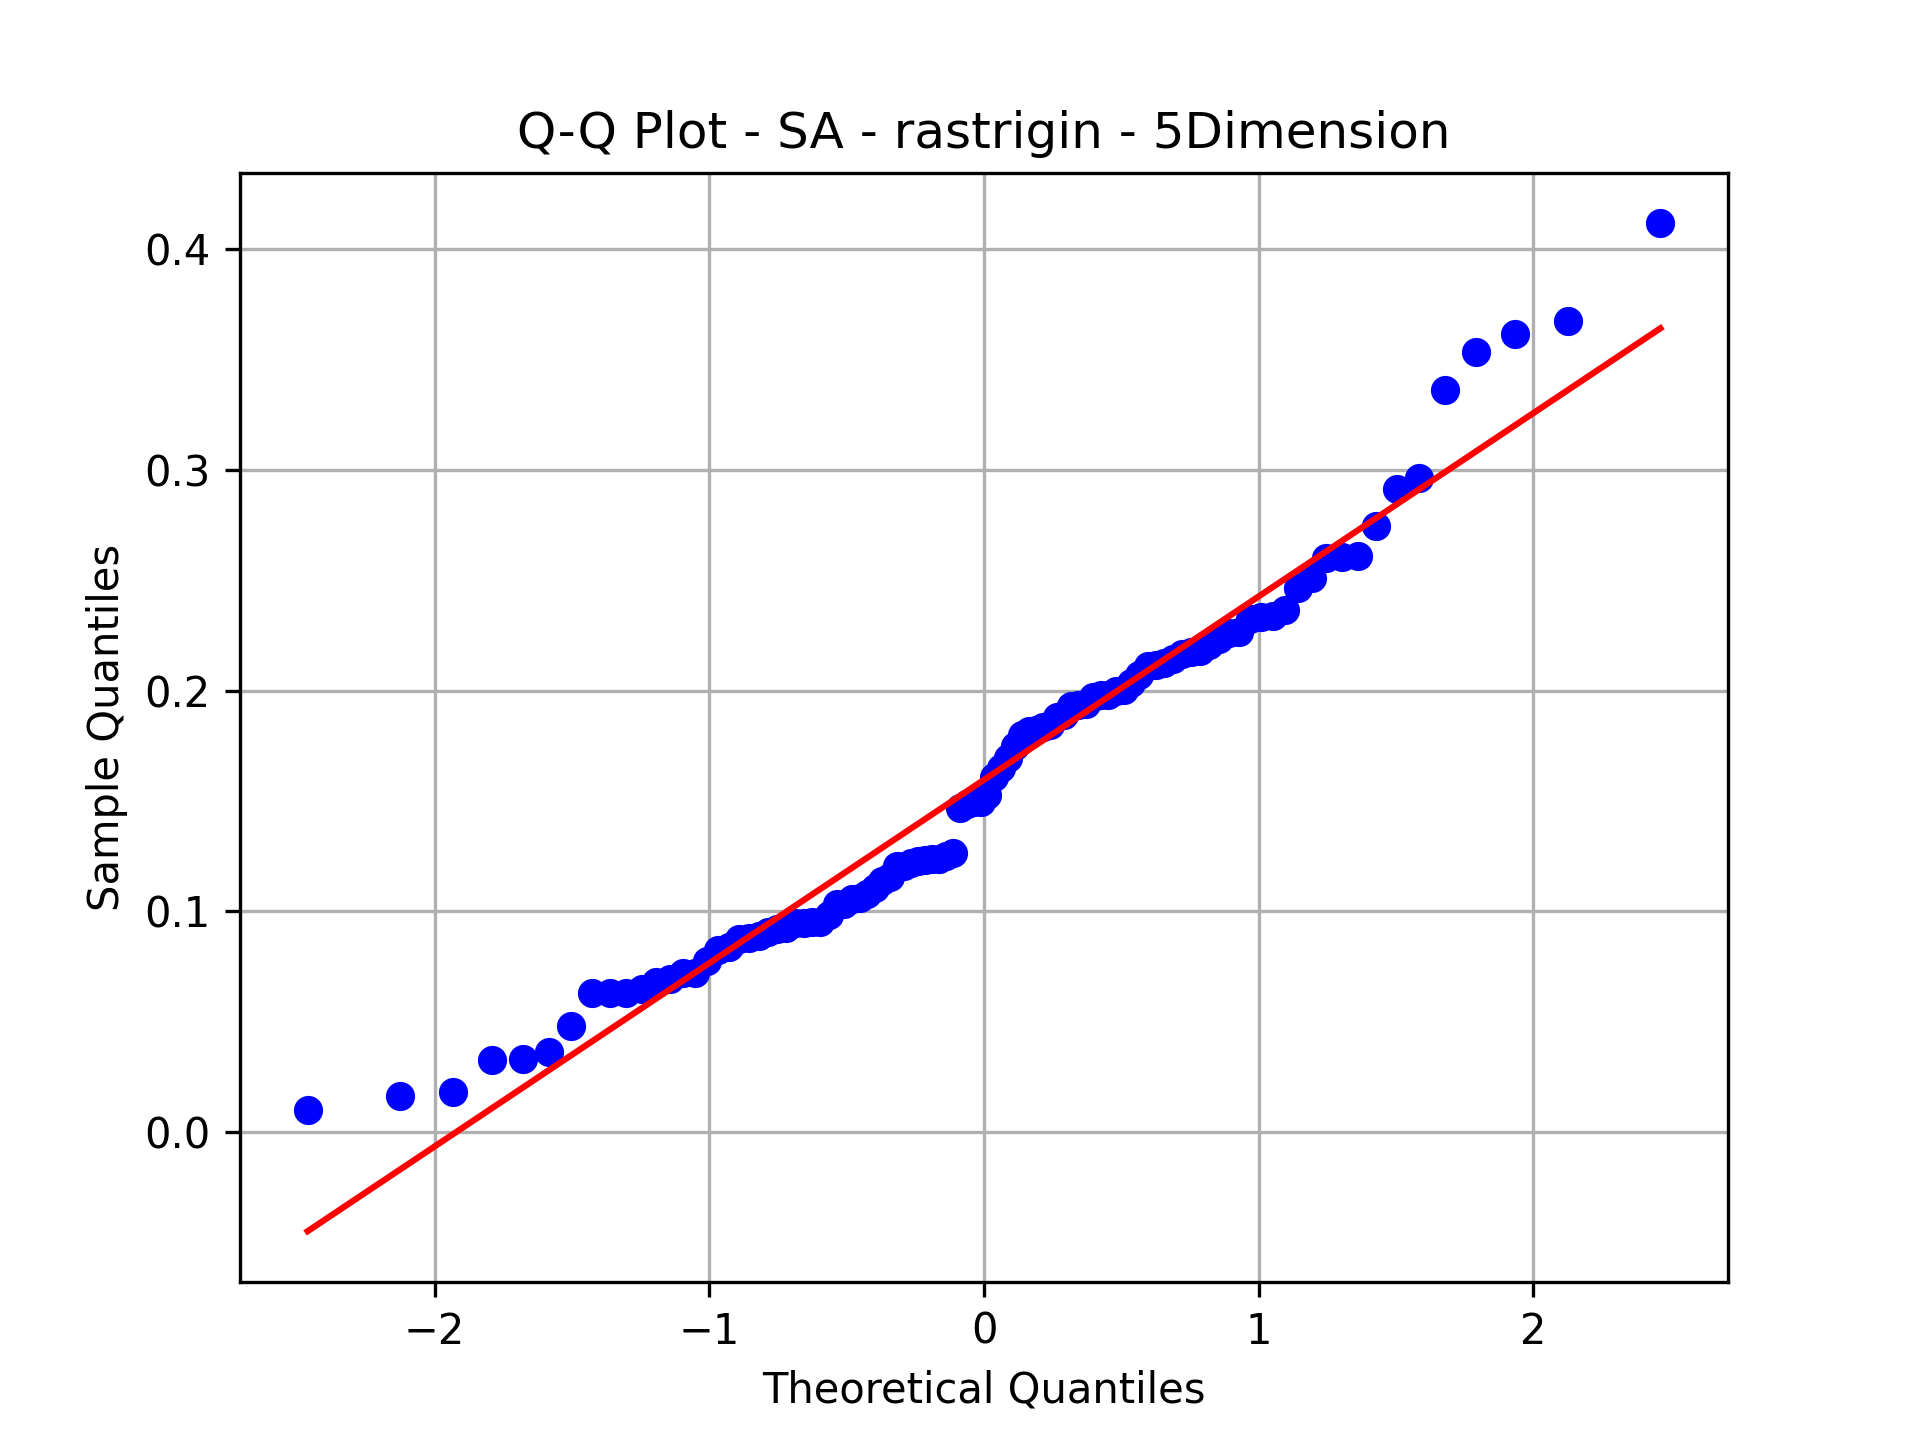 Q-Q Plot - SA - rastrigin - 5Dimension
0.4
0.3
0.2
0.1
0.0
Sample Quantiles
−2 −1 0 1 2
Theoretical Quantiles